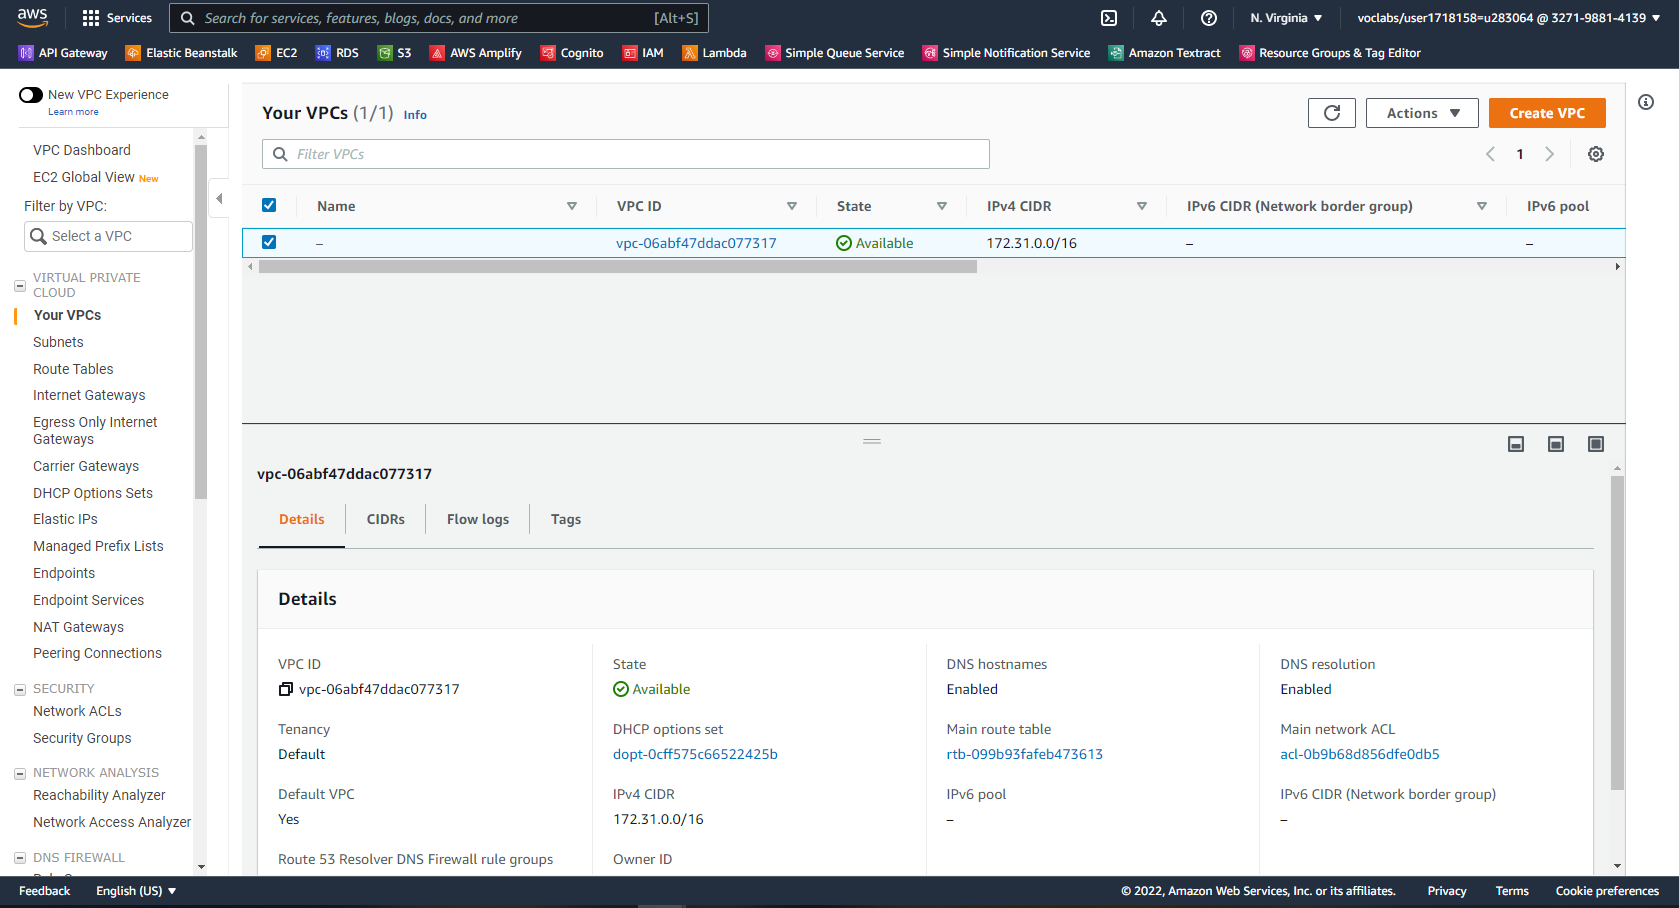 aws
Services
Search for services, features, blogs, docs, and more [Alt+S]
N. Virginia
voclabs/user1718158=u283064 @ 3271-9881-4139
API Gateway
Elastic Beanstalk
EC2
RDS
S3
AWS Amplify
Cognito
IAM
Lambda
Simple Queue Service
Simple Notification Service
Amazon Textract
Resource Groups & Tag Editor
New VPC Experience
Learn more
VPC Dashboard
EC2 Global View New
Filter by VPC:
Select a VPC
VIRTUAL PRIVATE
CLOUD
Your VPCs
Subnets
Route Tables
Internet Gateways
Egress Only Internet
Gateways
Carrier Gateways
DHCP Options Sets
Elastic IPs
Managed Prefix Lists
Endpoints
Endpoint Services
NAT Gateways
Peering Connections
SECURITY
Network ACLs
Security Groups
NETWORK ANALYSIS
Reachability Analyzer
Network Access Analyzer
DNS FIREWALL
Your VPCs (1/1) Info
Actions
Create VPC
Filter VPCs
1
Name
VPC ID
State
IPv4 CIDR
IPv6 CIDR (Network border group)
IPv6 pool
–
vpc-06abf47ddac077317
Available
172.31.0.0/16
–
–
vpc-06abf47ddac077317
Details
CIDRs
Flow logs
Tags
Details
VPC ID
vpc-06abf47ddac077317
State
Available
DNS hostnames
Enabled
DNS resolution
Enabled
Tenancy
Default
DHCP options set
dopt-0cff575c66522425b
Main route table
rtb-099b93fafeb473613
Main network ACL
acl-0b9b68d856dfe0db5
Default VPC
Yes
IPv4 CIDR
172.31.0.0/16
IPv6 pool
–
IPv6 CIDR (Network border group)
–
Route 53 Resolver DNS Firewall rule groups
Owner ID
Feedback
English (US)
© 2022, Amazon Web Services, Inc. or its affiliates.
Privacy
Terms
Cookie preferences